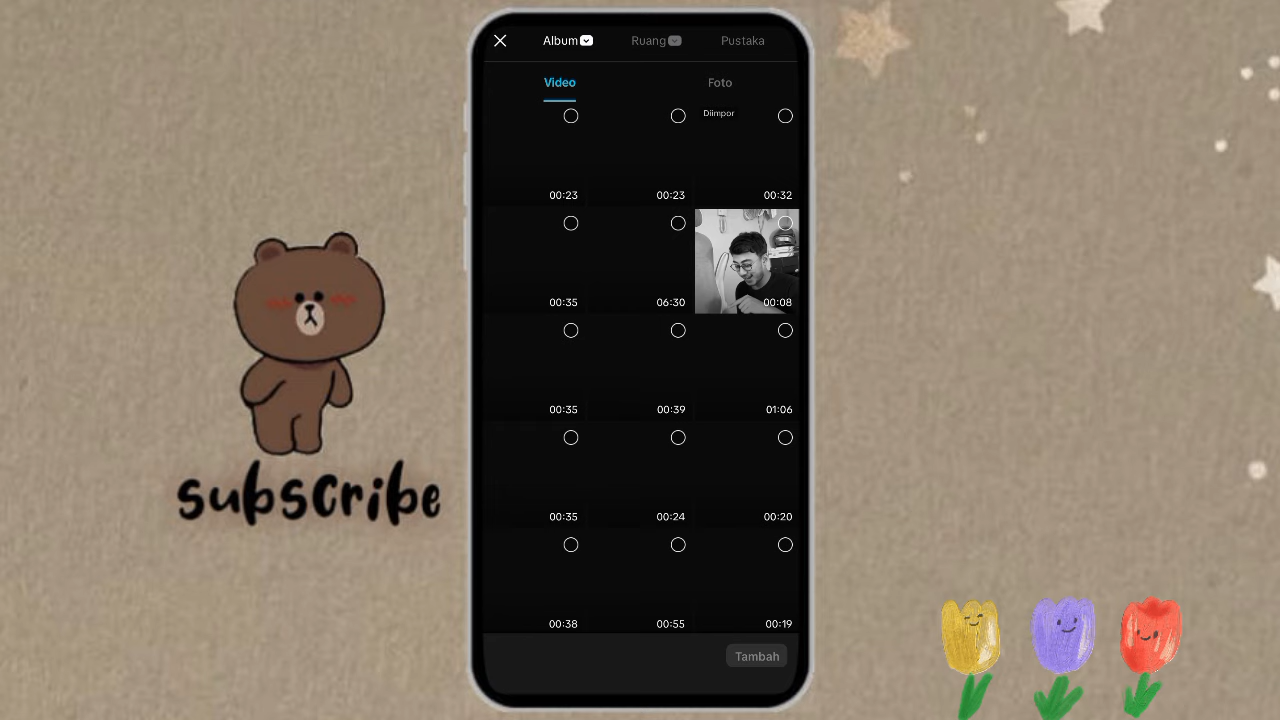 Album Ruang Pustaka
Video Foto
Diimpor
00:23 00:23 00:32
00:35 06:30 00:08
00:35 00:39 01:06
00:35 00:24 00:20
00:38 00:55 00:19
Tambah
subscribe